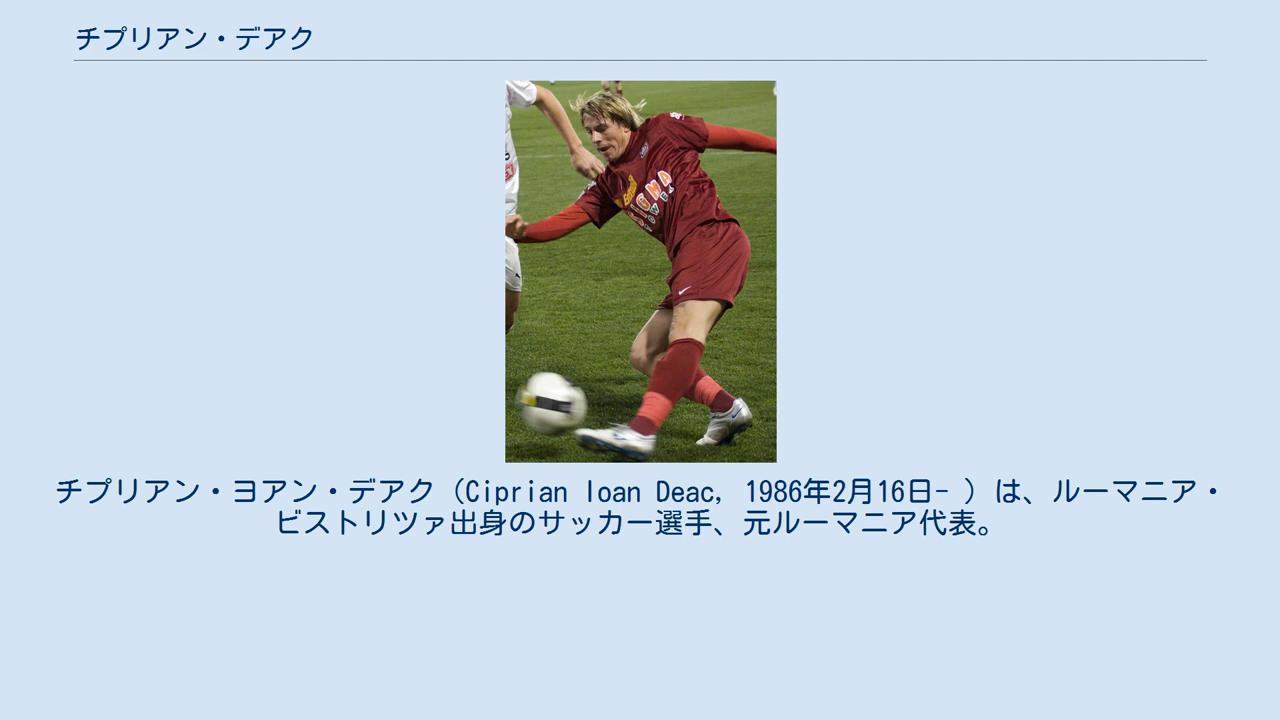 チプリアン・デアク
チプリアン・ヨアン・デアク（Ciprian Ioan Deac, 1986年2月16日- ）は、ルーマニア・
ビストリツァ出身のサッカー選手、元ルーマニア代表。